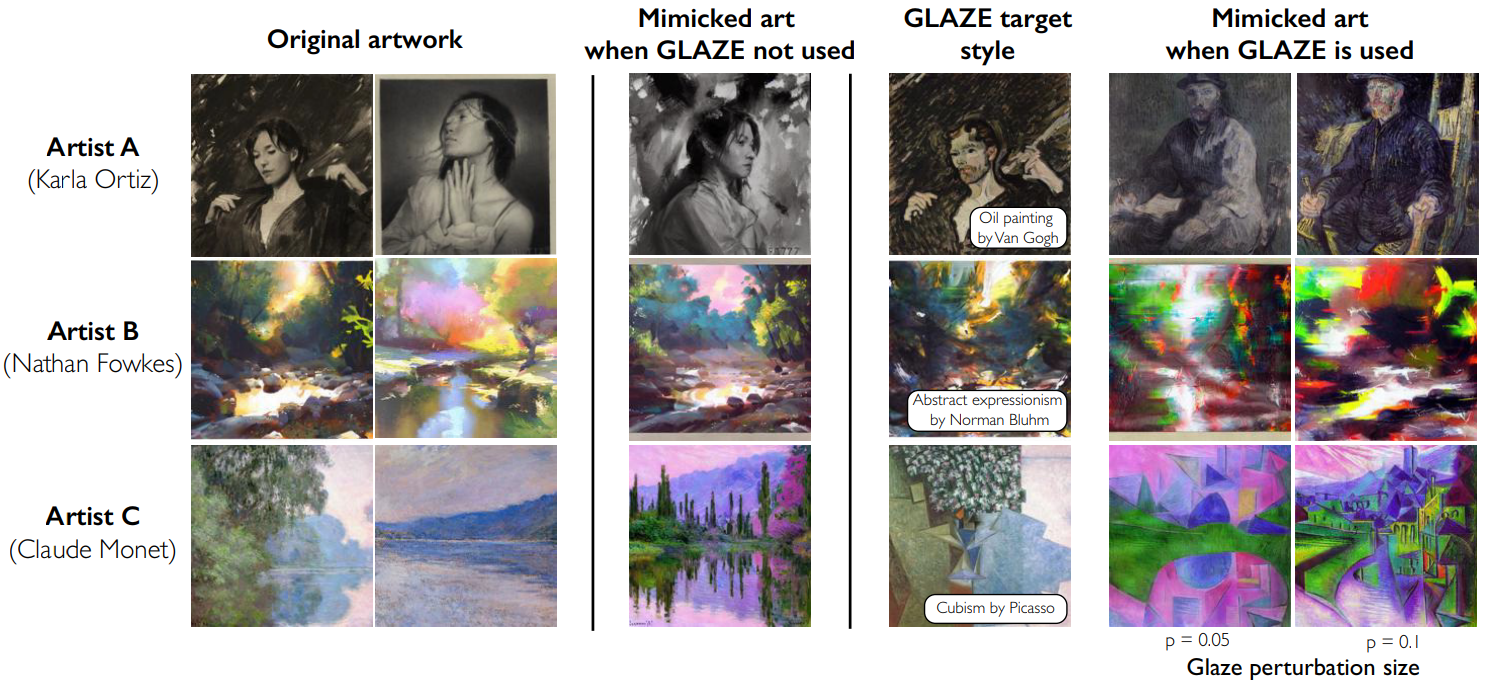 Original artwork
Mimicked art
when GLAZE not used
GLAZE target
style
Mimicked art
when GLAZE is used
Artist A
(Karla Ortiz)
Oil painting
by Van Gogh
Artist B
(Nathan Fowkes)
Abstract expressionism
by Norman Bluhm
Artist C
(Claude Monet)
Cubism by Picasso
p = 0.05
p = 0.1
Glaze perturbation size